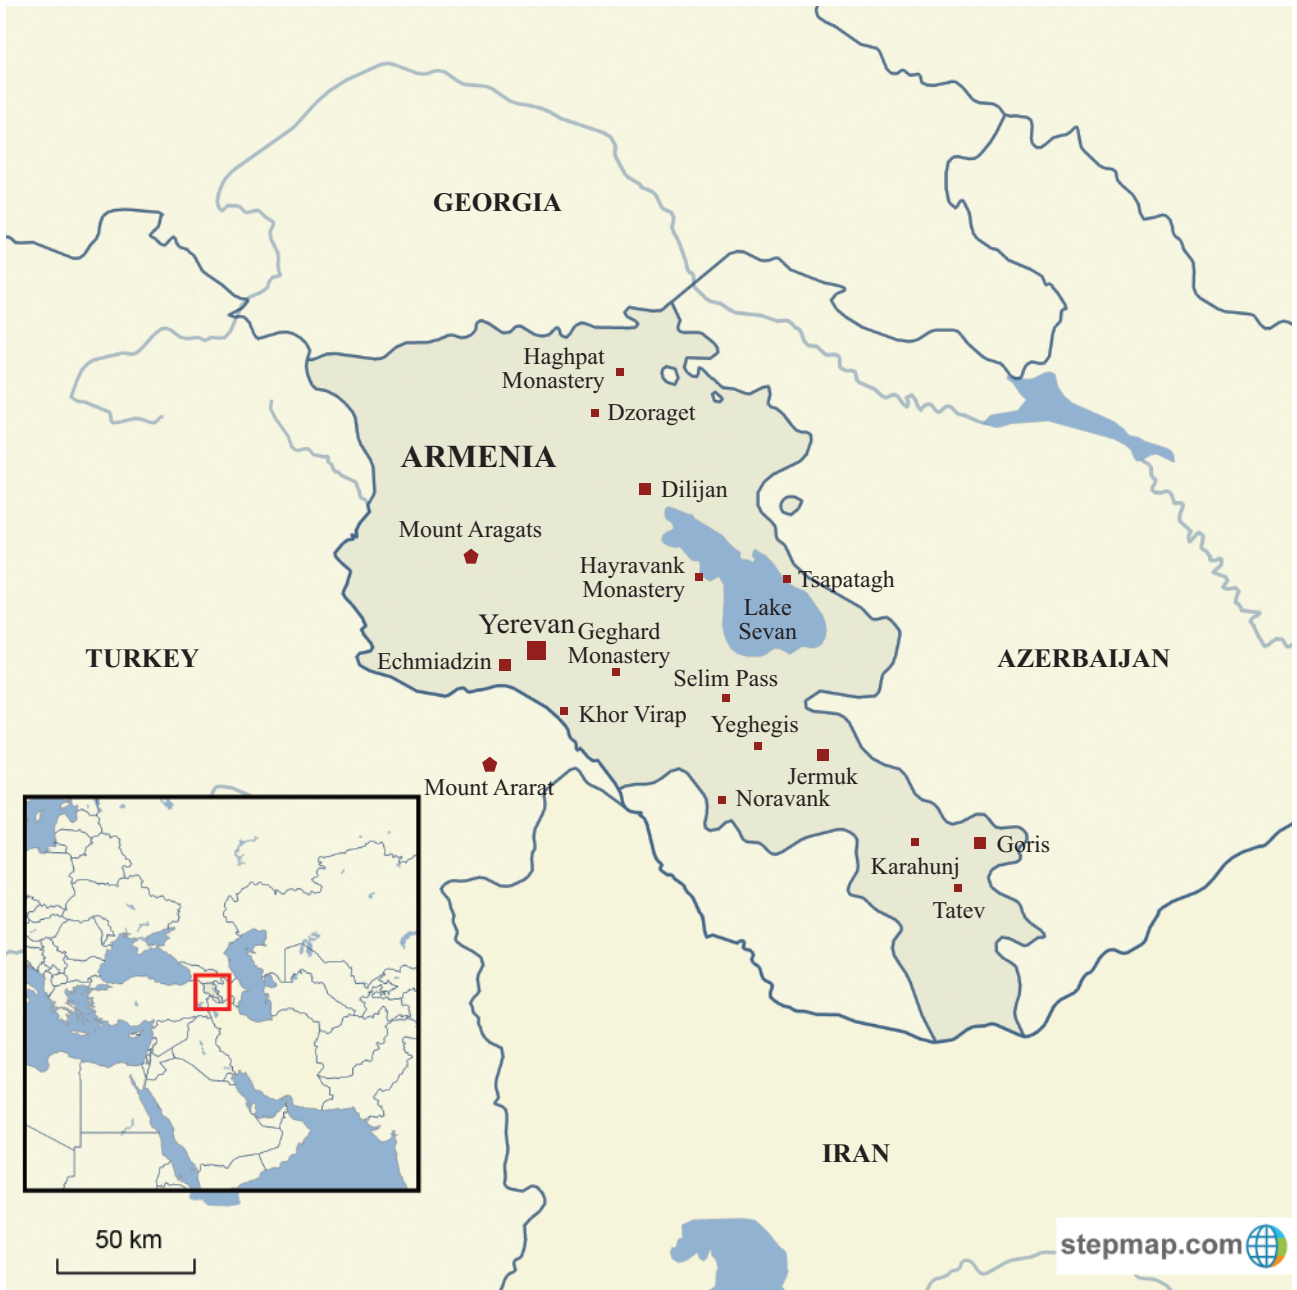 GEORGIA
Haghpat
Monastery
Dzoraget
ARMENIA
Dilijan
Mount Aragats
Hayravank
Monastery
Tsapatagh
Lake
Sevan
Yerevan
Geghard
Monastery
Echmiadzin
TURKEY
AZERBAIJAN
Selim Pass
Khor Virap
Yeghegis
Mount Ararat
Jermuk
Noravank
Goris
Karahunj
Tatev
IRAN
50 km
stepmap.com